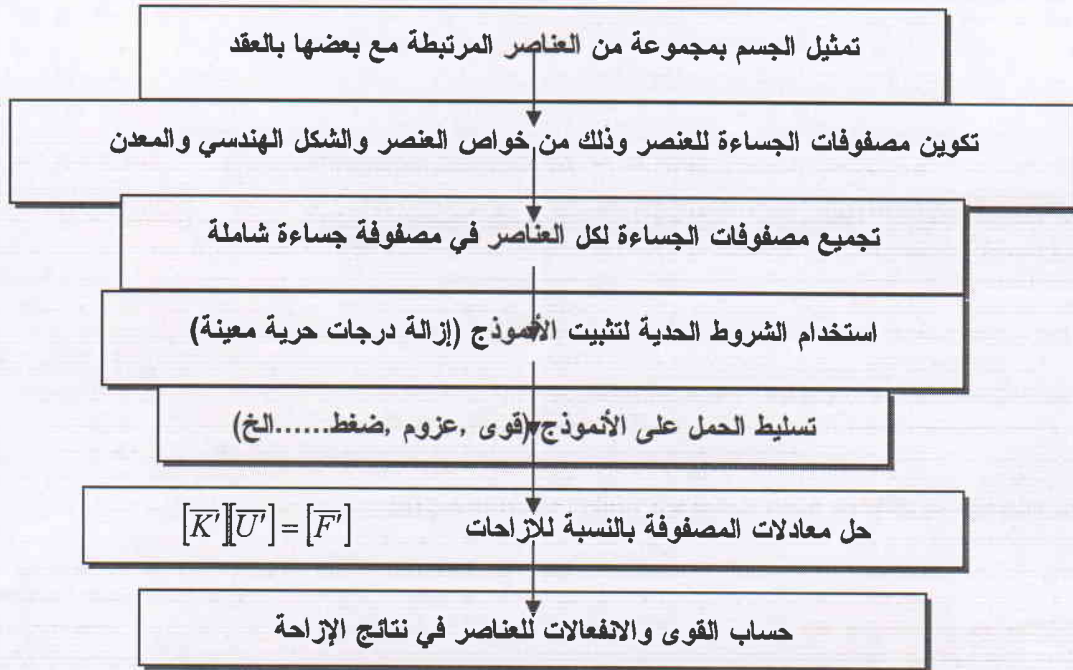 تمثيل الجسم بمجموعة من العناصر المرتبطة مع بعضها بالعقد
تكوين مصفوفات الجساءة للعنصر وذلك من خواص العنصر والشكل الهندسي والمعدن
تجميع مصفوفات الجساءة لكل العناصر في مصفوفة جساءة شاملة
استخدام الشروط الحدية لتثبيت الأنموذج (إزالة درجات حرية معينة)
تسليط الحمل على الأنموذج (قوى ,عزوم ,ضغط......الخ)
حل معادلات المصفوفة بالنسبة للازاحات [K̅'][U̅']=[F̅']
حساب القوى والانفعالات للعناصر في نتائج الإزاحة